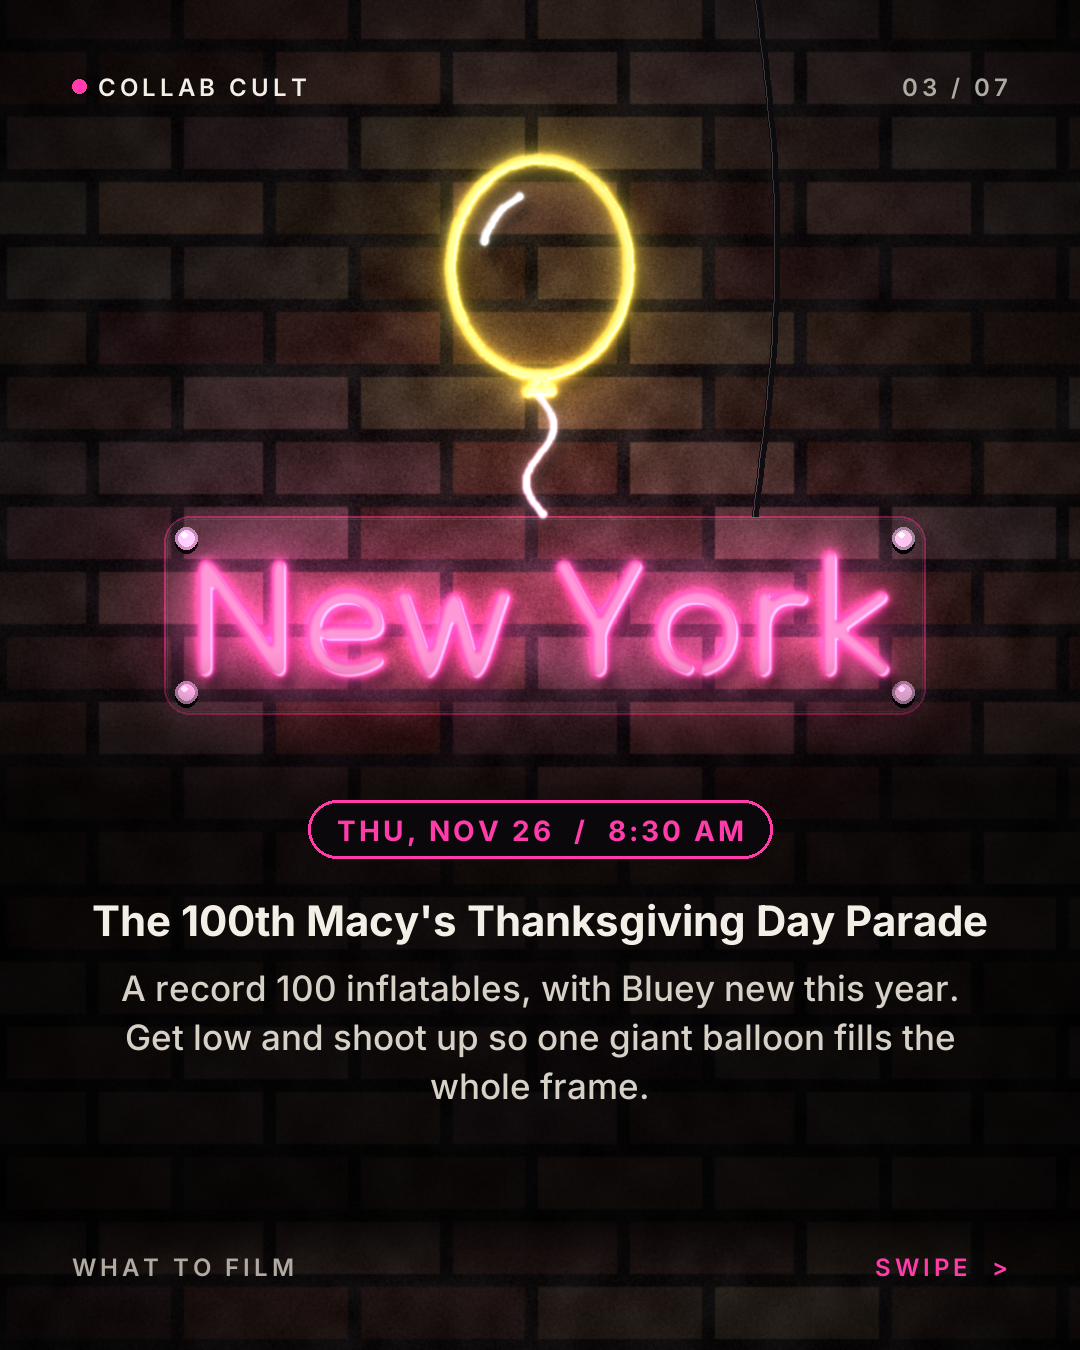 COLLAB CULT
03 / 07
New York
THU, NOV 26 / 8:30 AM
The 100th Macy's Thanksgiving Day Parade
A record 100 inflatables, with Bluey new this year.
Get low and shoot up so one giant balloon fills the
whole frame.
WHAT TO FILM
SWIPE >